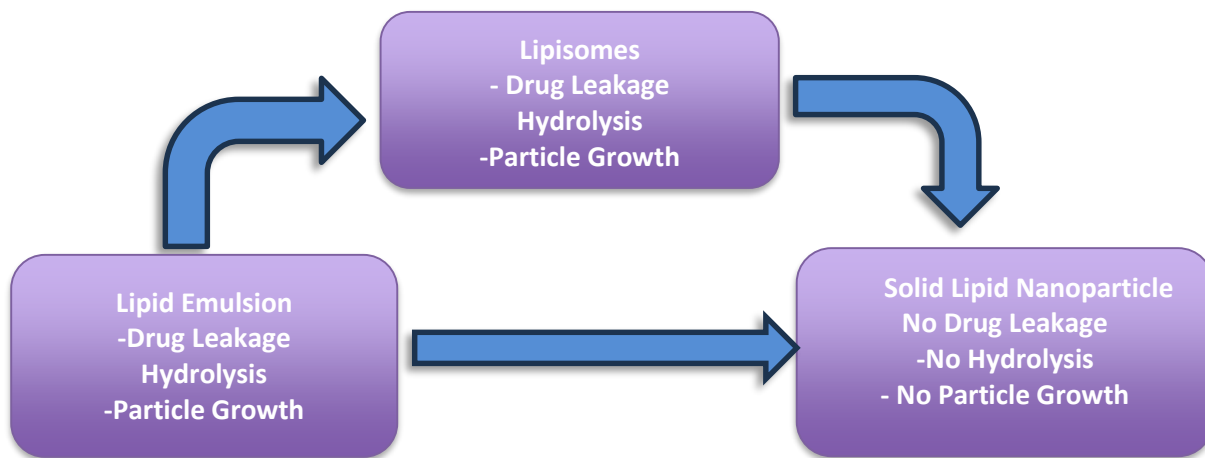 Lipisomes
- Drug Leakage
Hydrolysis
-Particle Growth
Lipid Emulsion
-Drug Leakage
Hydrolysis
-Particle Growth
Solid Lipid Nanoparticle
No Drug Leakage
-No Hydrolysis
- No Particle Growth